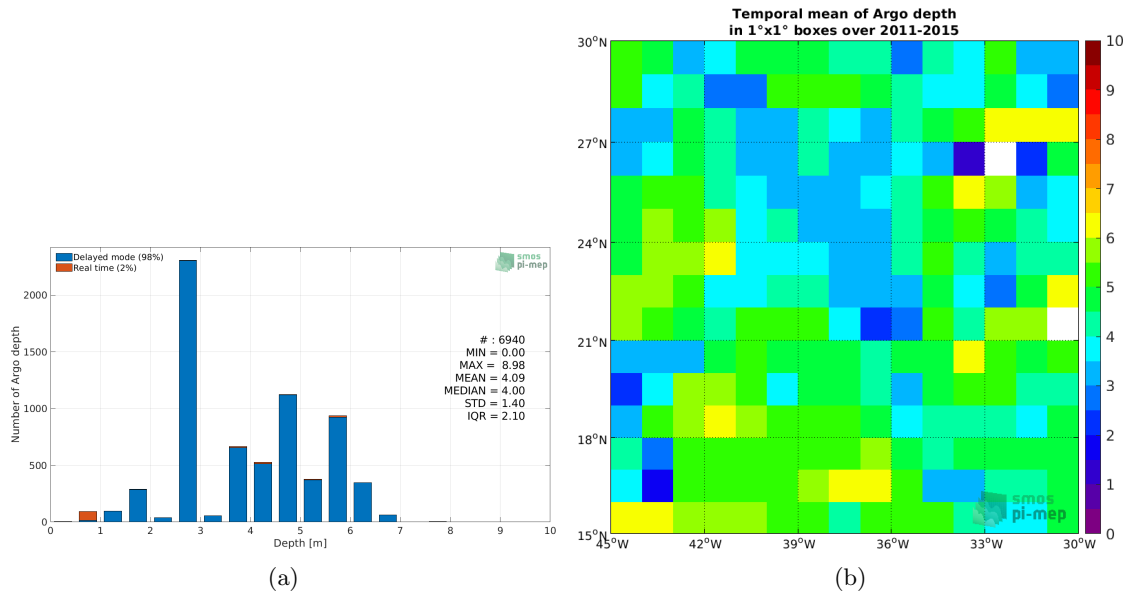 Delayed mode (98%)
Real time (2%)
smos
pi-mep
# : 6940
MIN = 0.00
MAX = 8.98
MEAN = 4.09
MEDIAN = 4.00
STD = 1.40
IQR = 2.10
Number of Argo depth
2000
1500
1000
500
0
0 1 2 3 4 5 6 7 8 9 10
Depth [m]
(a)
Temporal mean of Argo depth
in 1°x1° boxes over 2011-2015
30°N
27°N
24°N
21°N
18°N
15°N
45°W 42°W 39°W 36°W 33°W 30°W
smos
pi-mep
10
9
8
7
6
5
4
3
2
1
0
(b)